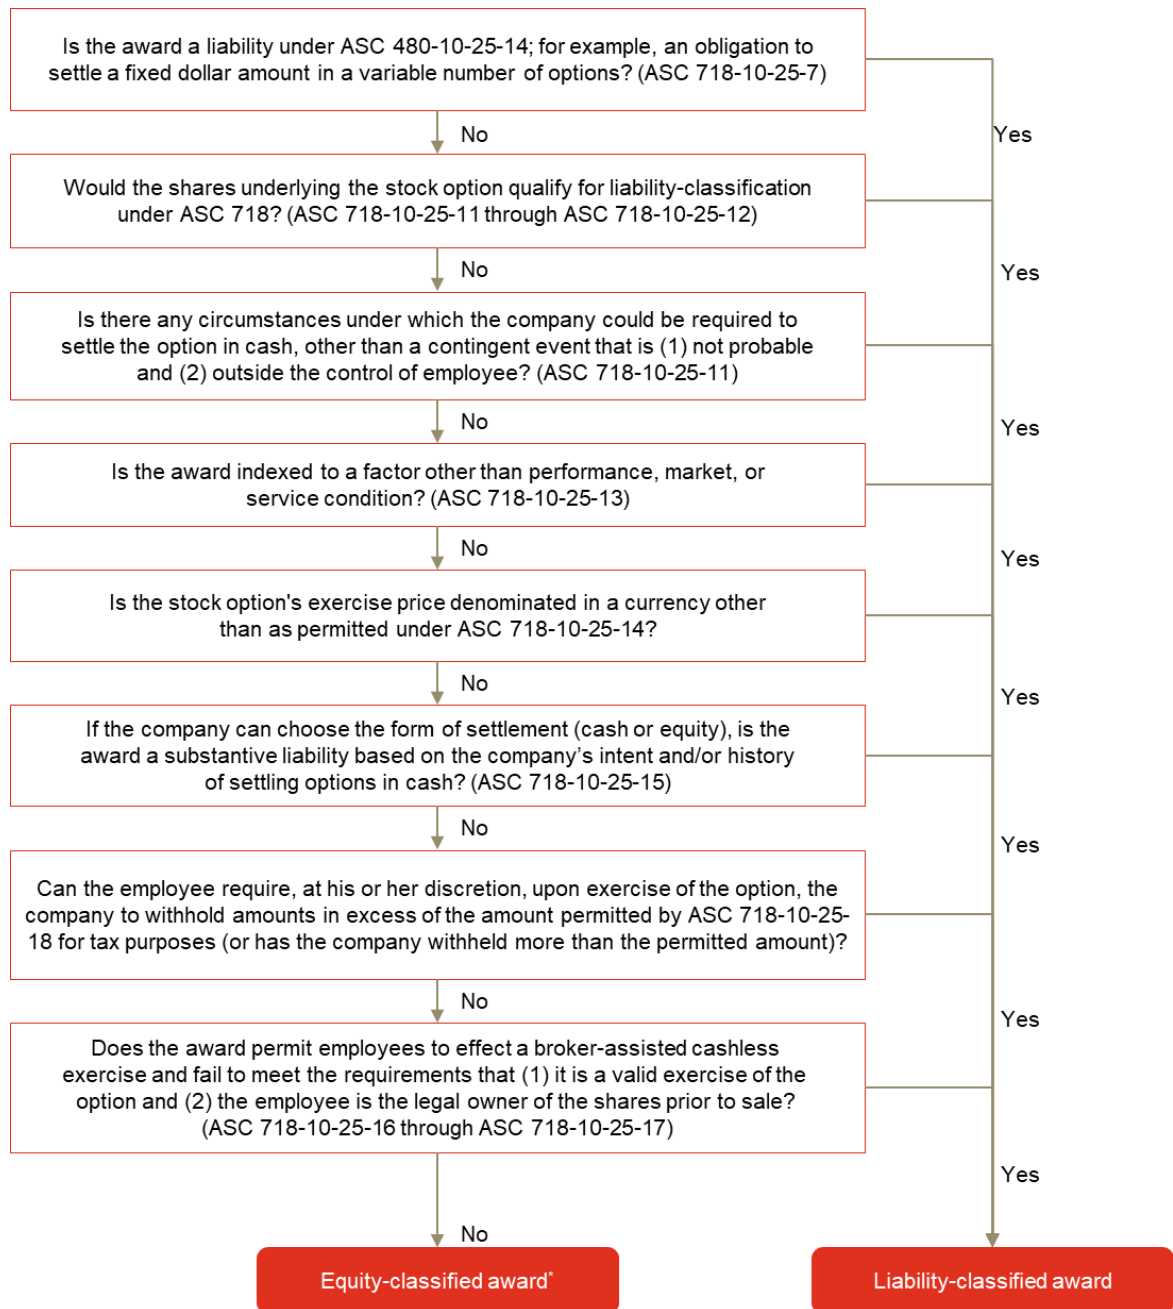 Is the award a liability under ASC 480-10-25-14; for example, an obligation to
settle a fixed dollar amount in a variable number of options? (ASC 718-10-25-7)
No
Yes
Would the shares underlying the stock option qualify for liability-classification
under ASC 718? (ASC 718-10-25-11 through ASC 718-10-25-12)
No
Yes
Is there any circumstances under which the company could be required to
settle the option in cash, other than a contingent event that is (1) not probable
and (2) outside the control of employee? (ASC 718-10-25-11)
No
Yes
Is the award indexed to a factor other than performance, market, or
service condition? (ASC 718-10-25-13)
No
Yes
Is the stock option's exercise price denominated in a currency other
than as permitted under ASC 718-10-25-14?
No
Yes
If the company can choose the form of settlement (cash or equity), is the
award a substantive liability based on the company’s intent and/or history
of settling options in cash? (ASC 718-10-25-15)
No
Yes
Can the employee require, at his or her discretion, upon exercise of the option, the
company to withhold amounts in excess of the amount permitted by ASC 718-10-25-
18 for tax purposes (or has the company withheld more than the permitted amount)?
No
Yes
Does the award permit employees to effect a broker-assisted cashless
exercise and fail to meet the requirements that (1) it is a valid exercise of the
option and (2) the employee is the legal owner of the shares prior to sale?
(ASC 718-10-25-16 through ASC 718-10-25-17)
Yes
No
Equity-classified award*
Liability-classified award